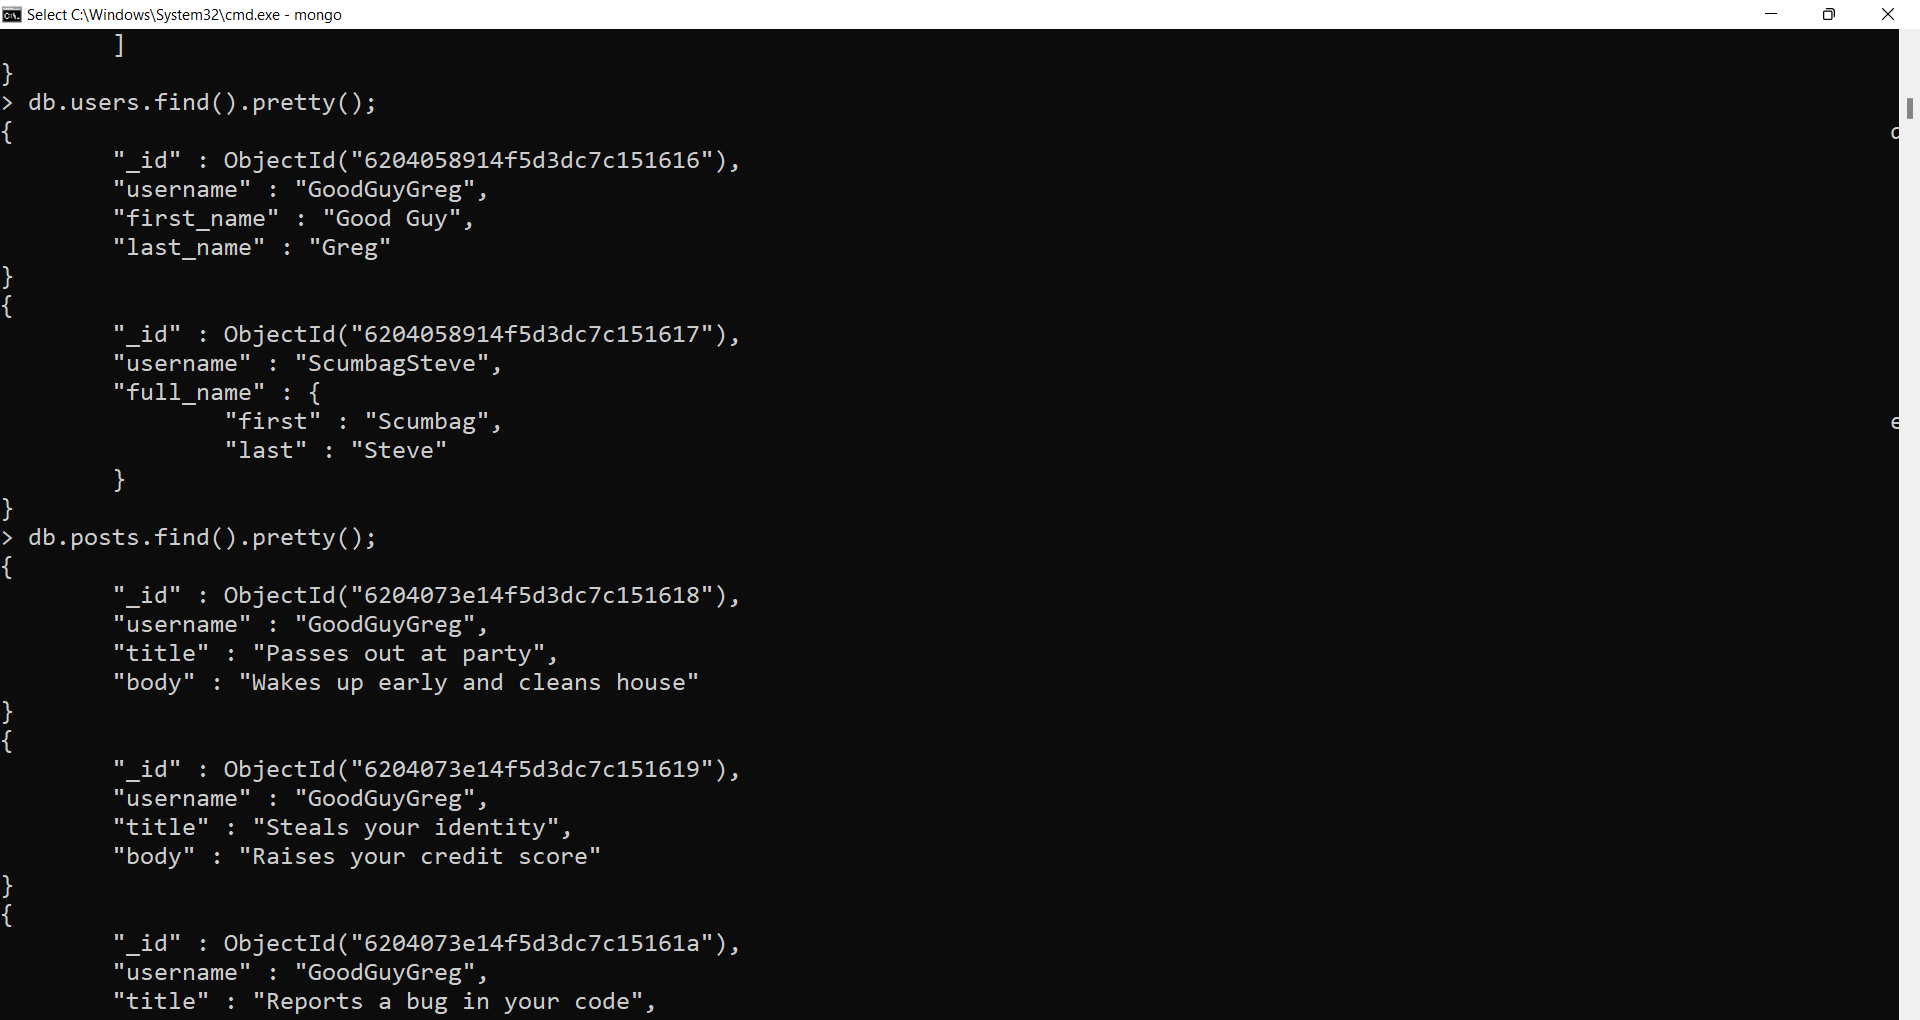 Select C:\Windows\System32\cmd.exe - mongo
        ]
}
> db.users.find().pretty();
{
        "_id" : ObjectId("6204058914f5d3dc7c151616"),
        "username" : "GoodGuyGreg",
        "first_name" : "Good Guy",
        "last_name" : "Greg"
}
{
        "_id" : ObjectId("6204058914f5d3dc7c151617"),
        "username" : "ScumbagSteve",
        "full_name" : {
                "first" : "Scumbag",
                "last" : "Steve"
        }
}
> db.posts.find().pretty();
{
        "_id" : ObjectId("6204073e14f5d3dc7c151618"),
        "username" : "GoodGuyGreg",
        "title" : "Passes out at party",
        "body" : "Wakes up early and cleans house"
}
{
        "_id" : ObjectId("6204073e14f5d3dc7c151619"),
        "username" : "GoodGuyGreg",
        "title" : "Steals your identity",
        "body" : "Raises your credit score"
}
{
        "_id" : ObjectId("6204073e14f5d3dc7c15161a"),
        "username" : "GoodGuyGreg",
        "title" : "Reports a bug in your code",